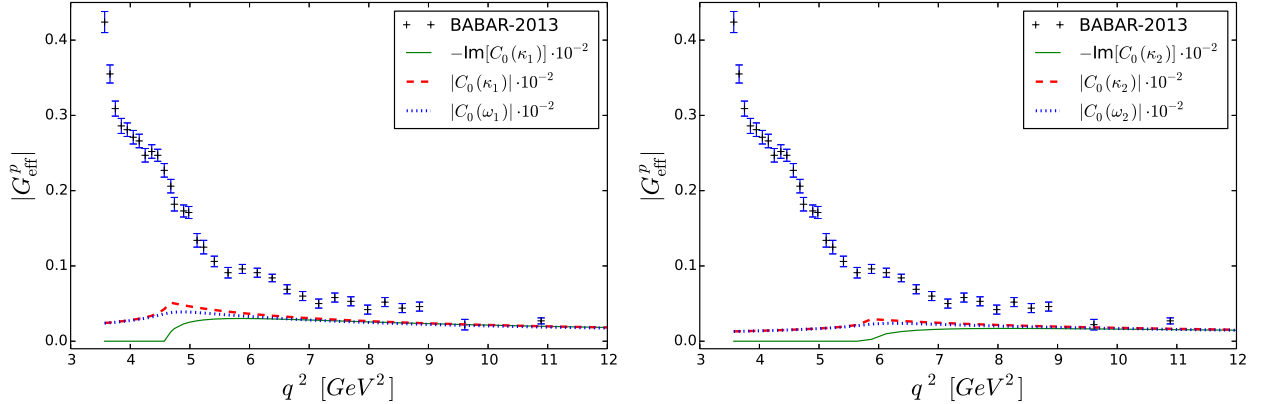 |G^p_eff|
0.4
0.3
0.2
0.1
0.0
BABAR-2013
−Im[C_0(κ_1)]·10^−2
|C_0(κ_1)|·10^−2
|C_0(ω_1)|·10^−2
3 4 5 6 7 8 9 10 11 12
q^2 [GeV^2]
|G^p_eff|
0.4
0.3
0.2
0.1
0.0
BABAR-2013
−Im[C_0(κ_2)]·10^−2
|C_0(κ_2)|·10^−2
|C_0(ω_2)|·10^−2
3 4 5 6 7 8 9 10 11 12
q^2 [GeV^2]